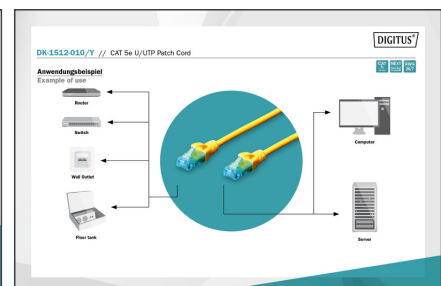 DIGITUS®
DK-1512-010/Y // CAT 5e U/UTP Patch Cord
Anwendungsbeispiel
Example of use
Router
Switch
Wall Outlet
Floor tank
Computer
Server